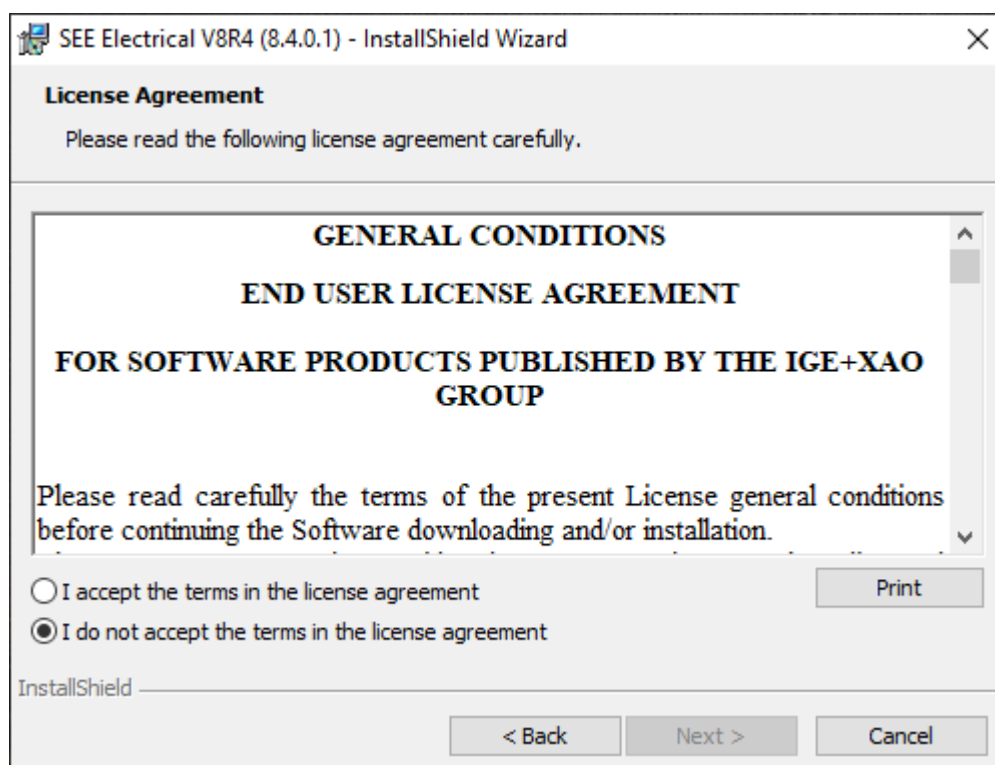 SEE Electrical V8R4 (8.4.0.1) - InstallShield Wizard
License Agreement
Please read the following license agreement carefully.
GENERAL CONDITIONS
END USER LICENSE AGREEMENT
FOR SOFTWARE PRODUCTS PUBLISHED BY THE IGE+XAO
GROUP
Please read carefully the terms of the present License general conditions
before continuing the Software downloading and/or installation.
I accept the terms in the license agreement
Print
I do not accept the terms in the license agreement
InstallShield
< Back
Next >
Cancel